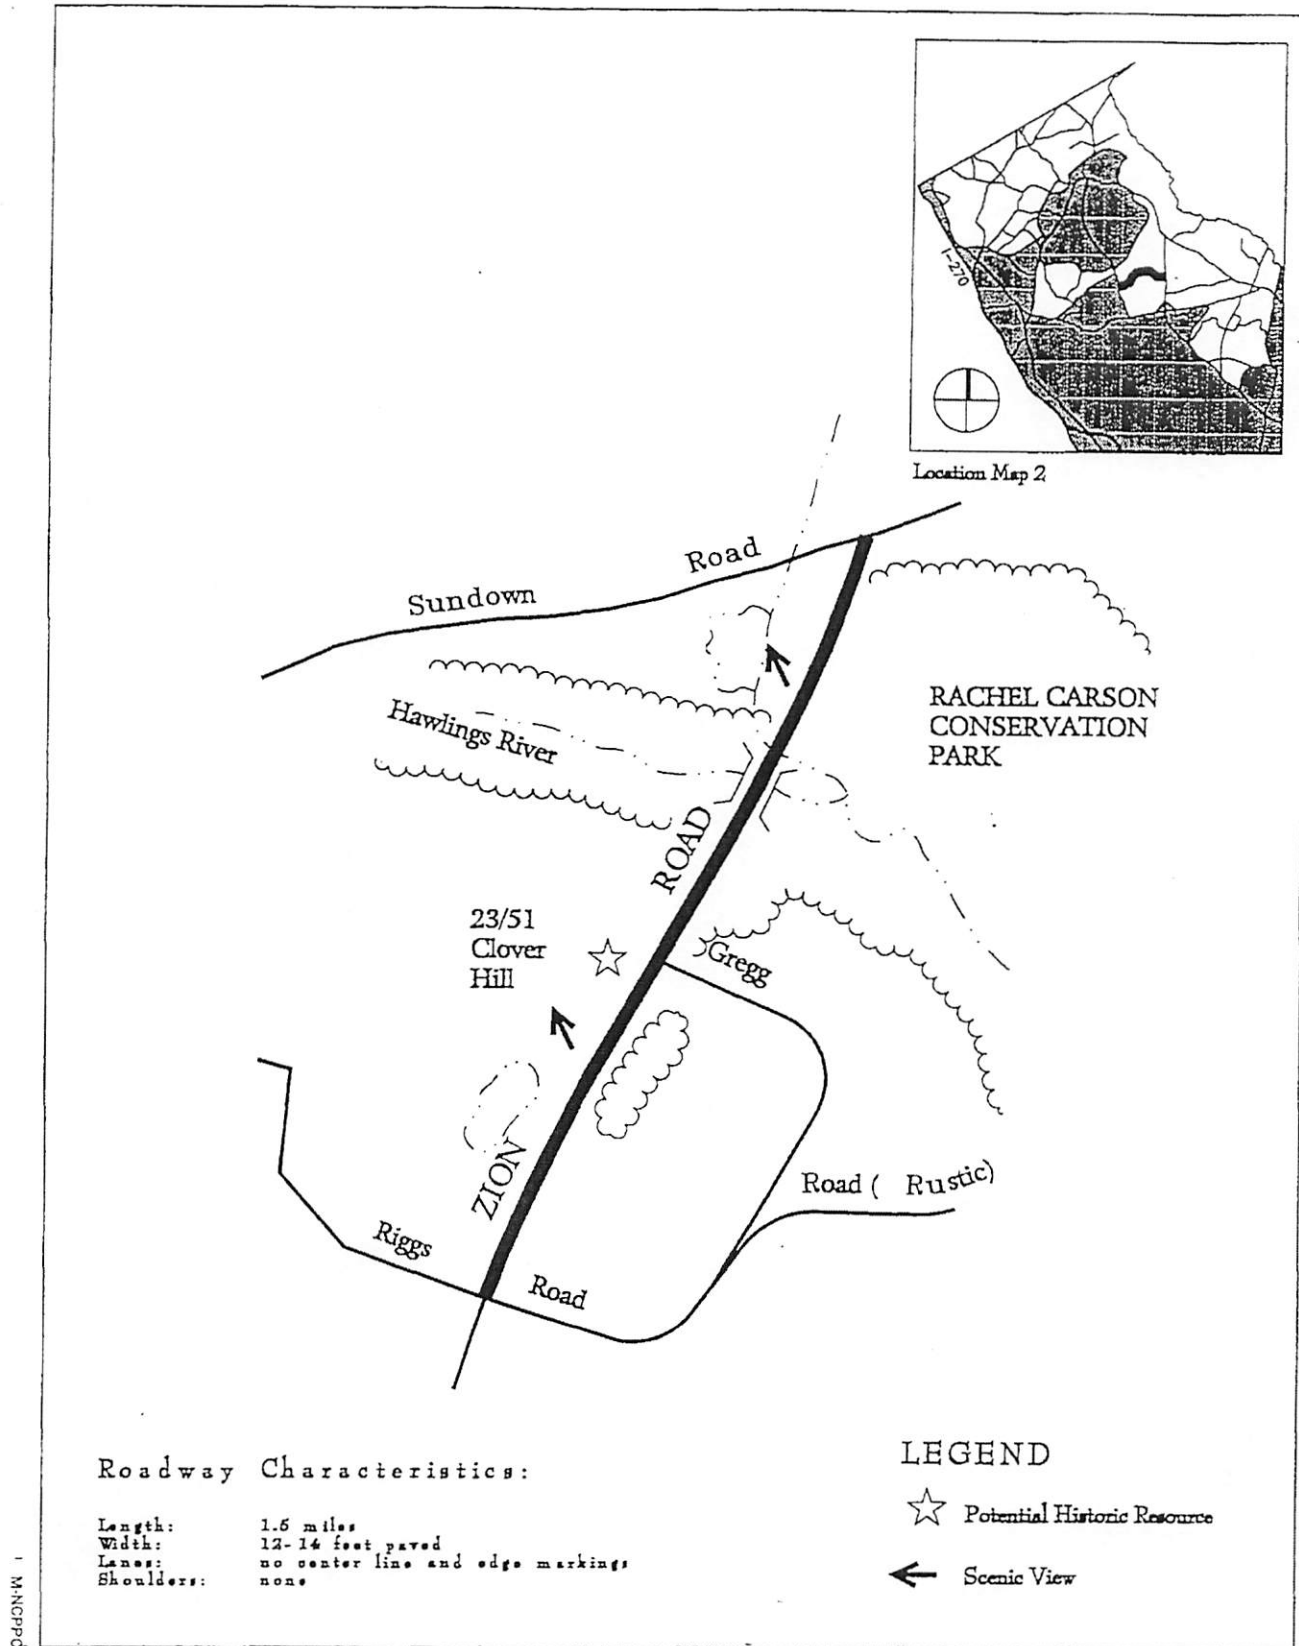 I-270
Location Map 2
Sundown Road
Hawlings River
RACHEL CARSON
CONSERVATION
PARK
ZION ROAD
23/51
Clover
Hill
Gregg
Road ( Rustic)
Riggs Road
Roadway Characteristics:
Length: 1.5 miles
Width: 12-14 feet paved
Lanes: no center line and edge markings
Shoulders: none
LEGEND
Potential Historic Resource
Scenic View
M-NCPPC